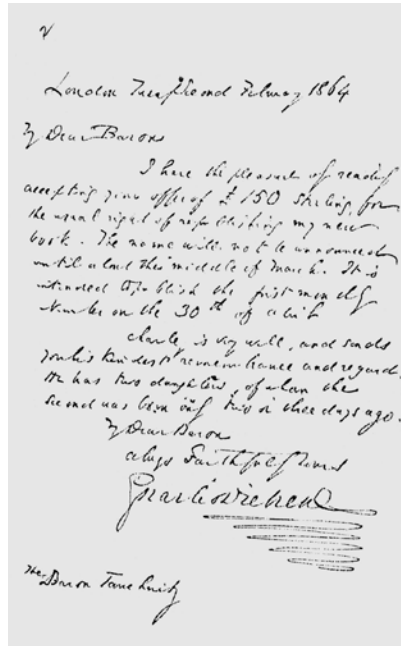 London Twenty Second February 1864
My Dear Baron
I have the pleasure of readily
accepting your offer of £150 Sterling, for
the usual right of republishing my new
book. The name will not be announced
until about the middle of March. It is
intended to publish the first monthly
Number on the 30th of April
Charley is very well, and sends
you his kindest remembrance and regard.
He has two daughters, of whom the
second was born only two or three days ago.
My Dear Baron
always Faithfully Yours
Charles Dickens
The Baron Tauchnitz